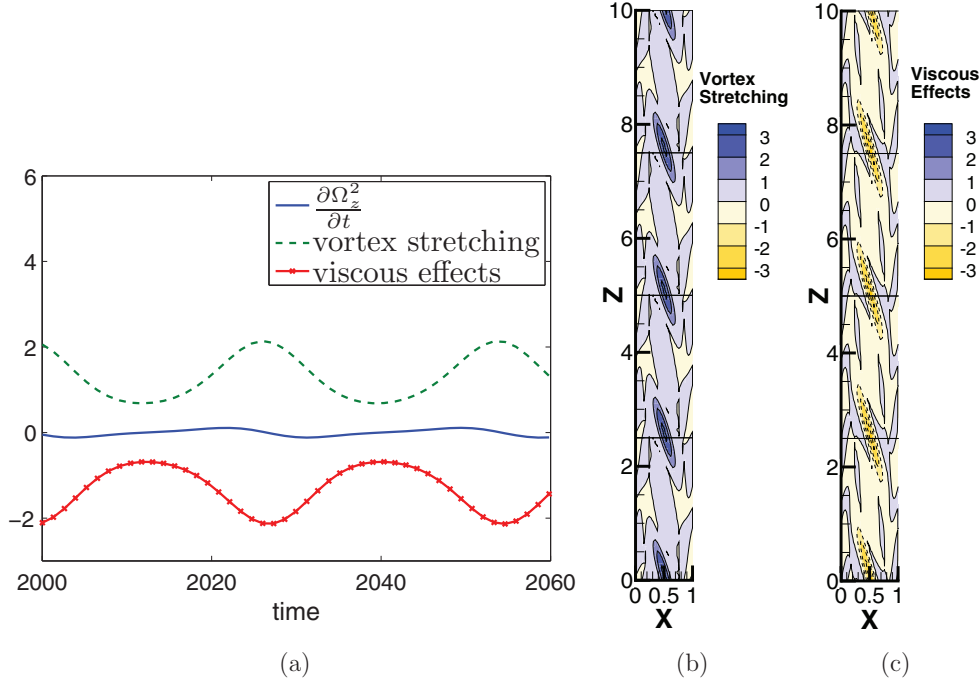 6
4
2
0
−2
2000
2020
2040
2060
time
∂Ω_z^2/∂t
vortex stretching
viscous effects
(a)
10
8
6
4
2
0
Z
0 0.5 1
X
Vortex
Stretching
3
2
1
0
-1
-2
-3
(b)
10
8
6
4
2
0
Z
0 0.5 1
X
Viscous
Effects
3
2
1
0
-1
-2
-3
(c)